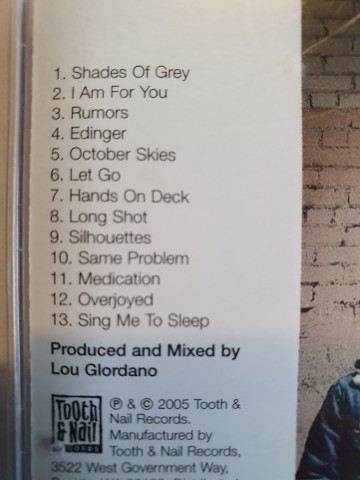 1. Shades Of Grey
2. I Am For You
3. Rumors
4. Edinger
5. October Skies
6. Let Go
7. Hands On Deck
8. Long Shot
9. Silhouettes
10. Same Problem
11. Medication
12. Overjoyed
13. Sing Me To Sleep
Produced and Mixed by
Lou Giordano
Tooth
& Nail
RECORDS
℗ & © 2005 Tooth &
Nail Records.
Manufactured by
Tooth & Nail Records,
3522 West Government Way,